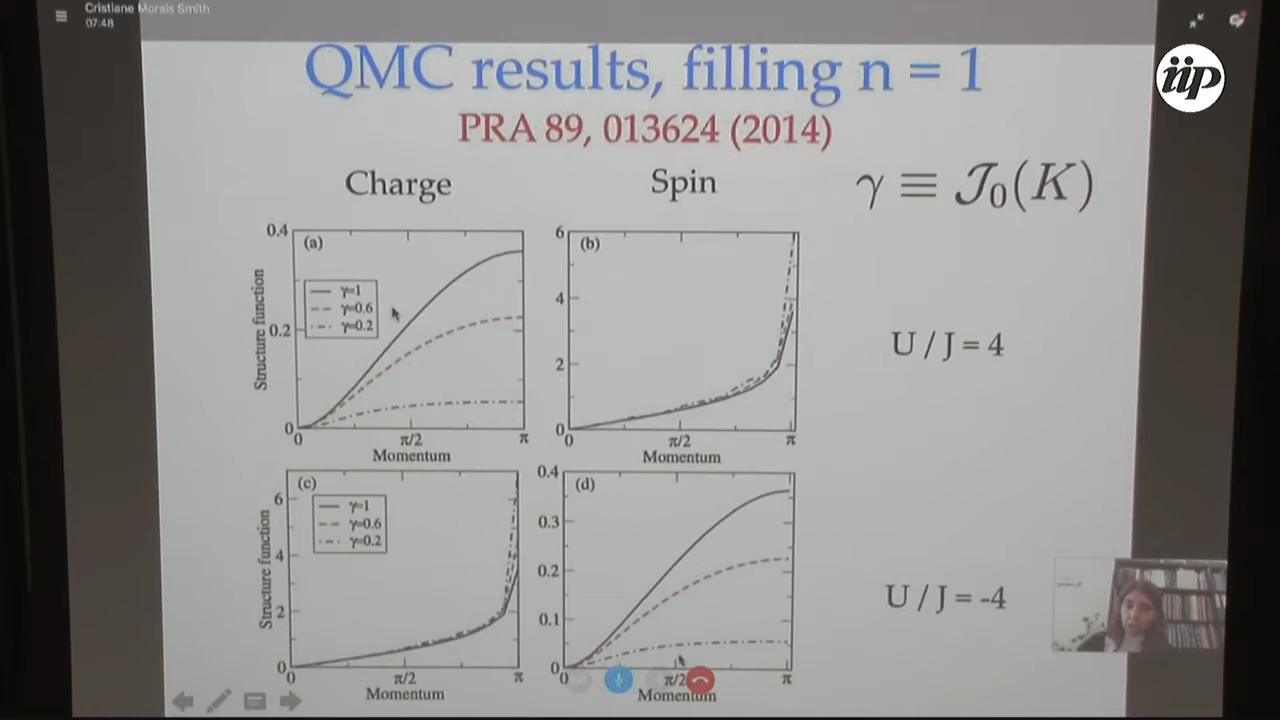 Cristiane Morais Smith
07:48
iip
QMC results, filling n = 1
PRA 89, 013624 (2014)
Charge
Spin
γ ≡ 𝒥₀(K)
0.4
(a)
γ=1
γ=0.6
γ=0.2
0.2
0
Structure function
0
π/2
π
Momentum
6
(b)
4
2
0
0
π/2
π
Momentum
U / J = 4
(c)
γ=1
γ=0.6
γ=0.2
6
4
2
0
Structure function
0
π/2
π
Momentum
0.4
(d)
0.3
0.2
0.1
0
0
π/2
π
Momentum
U / J = -4